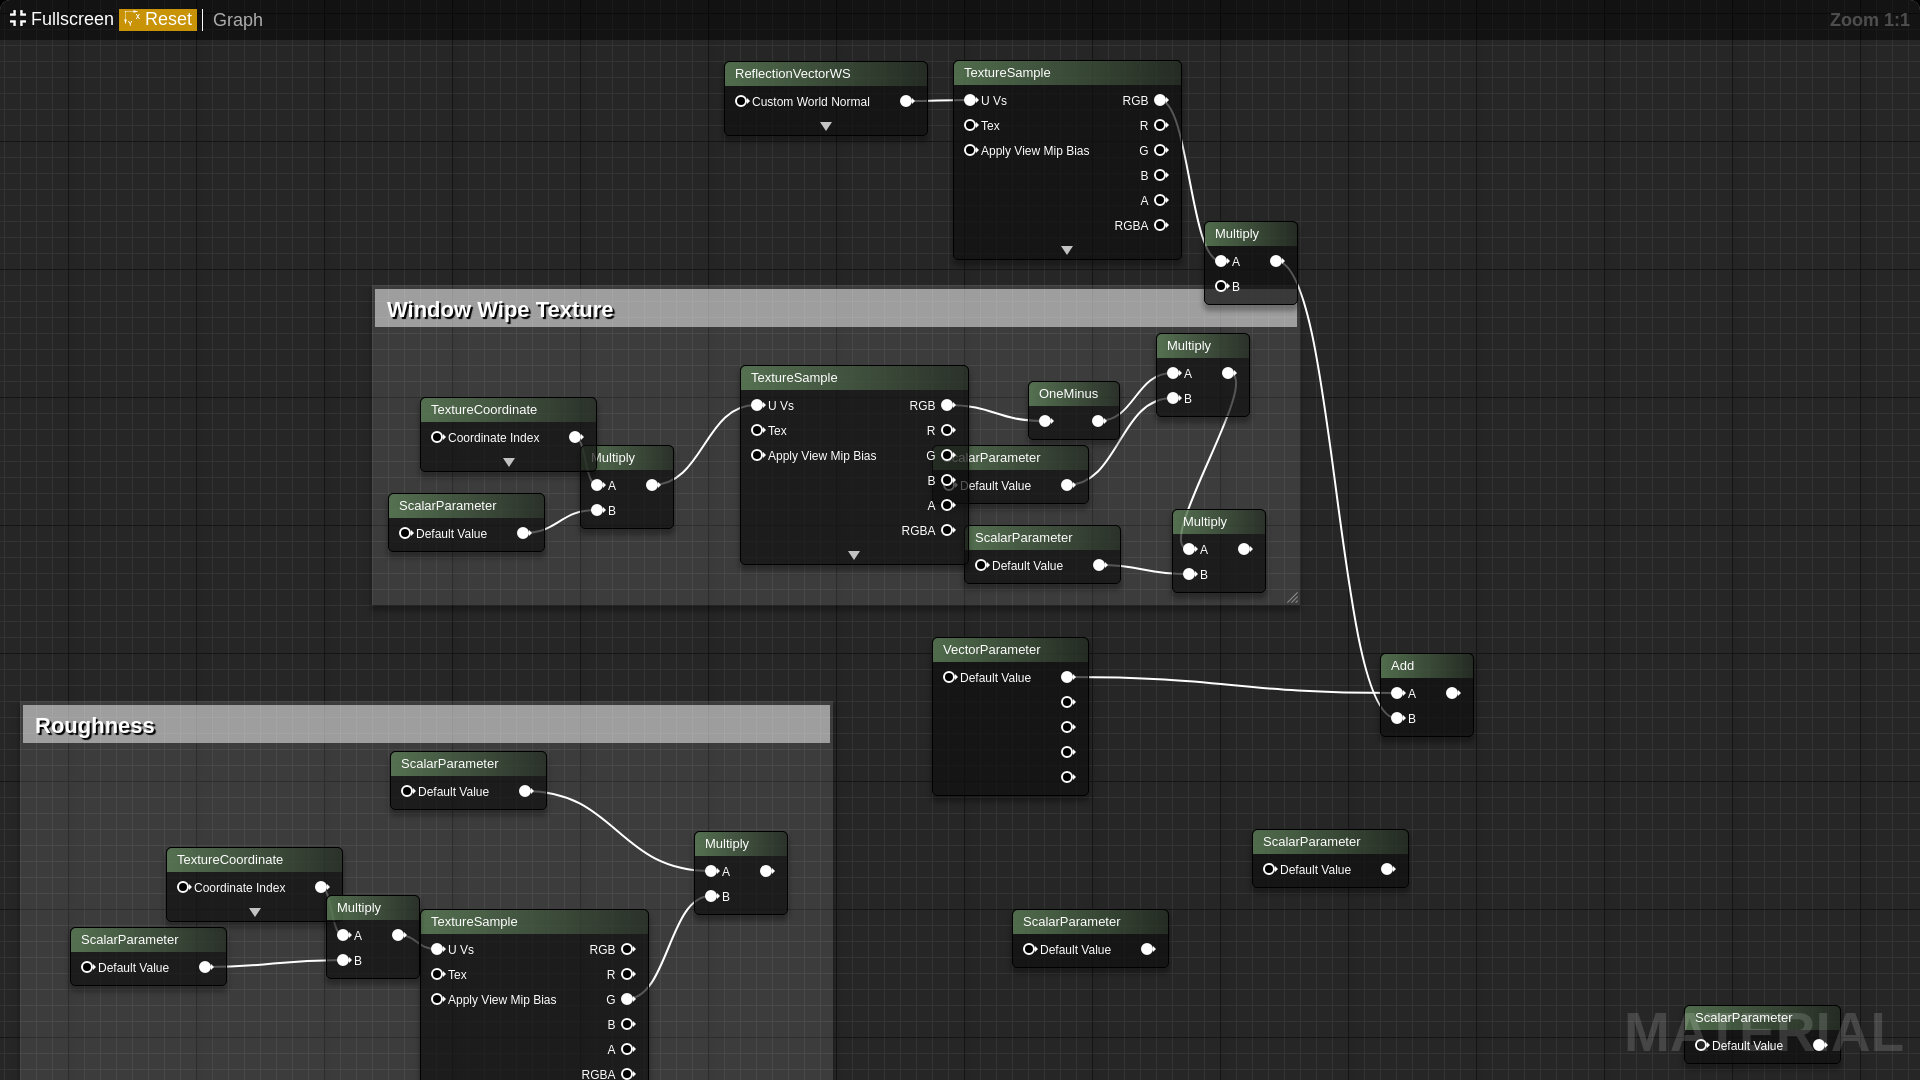 Fullscreen Reset Graph Zoom 1:1
ReflectionVectorWS
Custom World Normal
TextureSample
U Vs RGB
Tex R
Apply View Mip Bias G
B
A
RGBA
Multiply
A
B
Window Wipe Texture
Multiply
A
B
TextureSample
U Vs RGB
Tex R
Apply View Mip Bias G
B
A
RGBA
OneMinus
TextureCoordinate
Coordinate Index
Multiply
A
B
ScalarParameter
Default Value
calarParameter
Default Value
ScalarParameter
Default Value
Multiply
A
B
VectorParameter
Default Value
Add
A
B
Roughness
ScalarParameter
Default Value
Multiply
A
B
TextureCoordinate
Coordinate Index
ScalarParameter
Default Value
Multiply
A
B
TextureSample
U Vs RGB
Tex R
Apply View Mip Bias G
B
A
RGBA
ScalarParameter
Default Value
ScalarParameter
Default Value
ScalarParameter
Default Value
MATERIAL